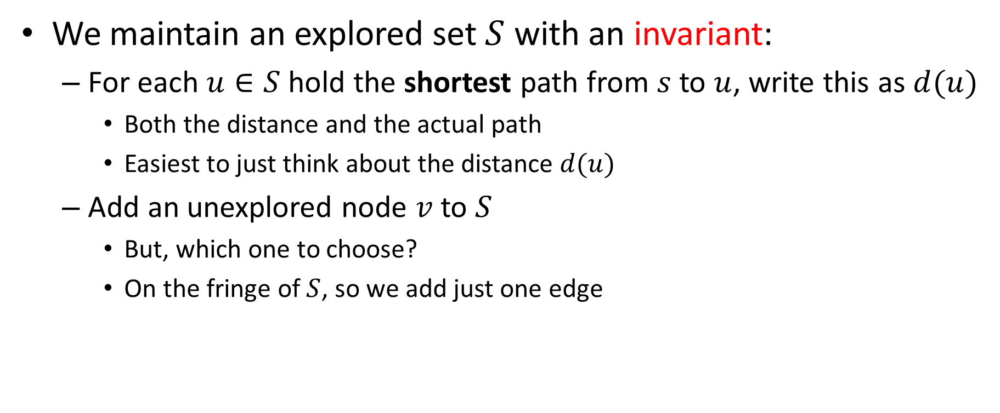 • We maintain an explored set S with an invariant:
– For each u ∈ S hold the shortest path from s to u, write this as d(u)
• Both the distance and the actual path
• Easiest to just think about the distance d(u)
– Add an unexplored node v to S
• But, which one to choose?
• On the fringe of S, so we add just one edge